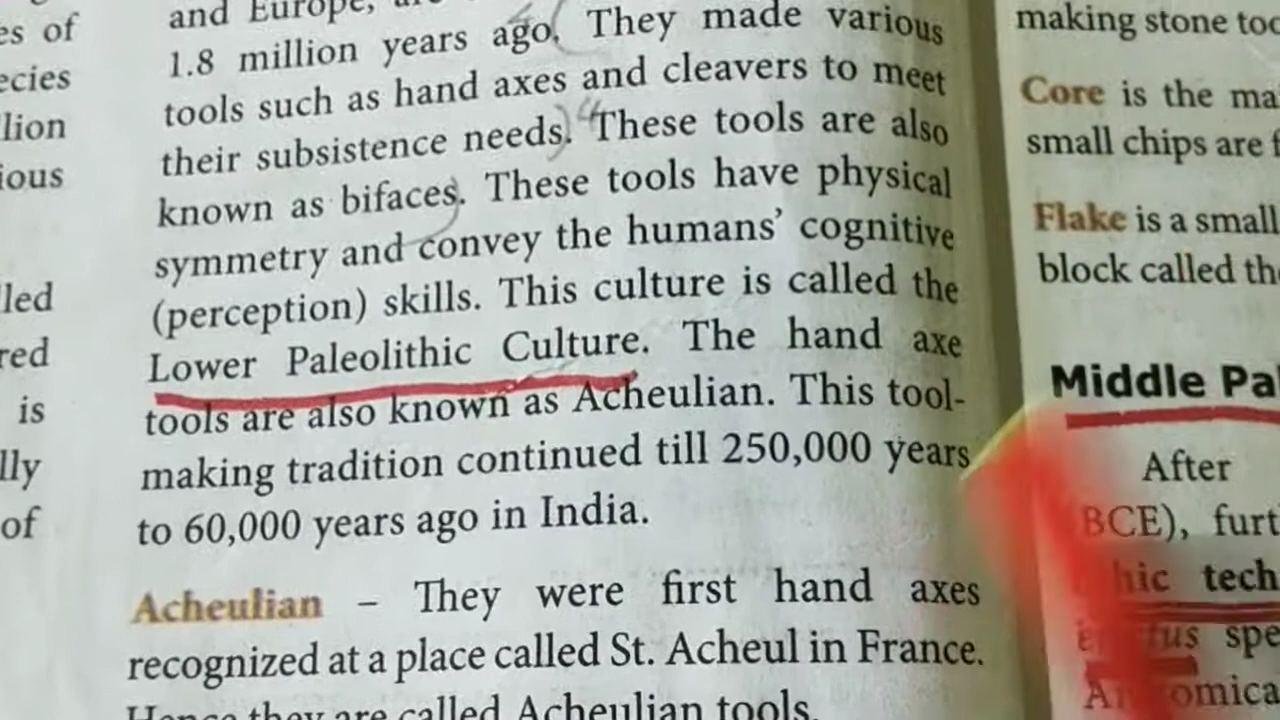 es of
ecies
lion
ious
led
red
is
lly
of
and Europe,
1.8 million years ago. They made various
tools such as hand axes and cleavers to meet
their subsistence needs. These tools are also
known as bifaces. These tools have physical
symmetry and convey the humans' cognitive
(perception) skills. This culture is called the
Lower Paleolithic Culture. The hand axe
tools are also known as Acheulian. This tool-
making tradition continued till 250,000 years
to 60,000 years ago in India.
Acheulian – They were first hand axes
recognized at a place called St. Acheul in France.
Hence they are called Acheulian tools.
making stone too
Core is the ma
small chips are f
Flake is a small
block called the
Middle Pal
After
BCE), furt
hic tech
tus spe
omica